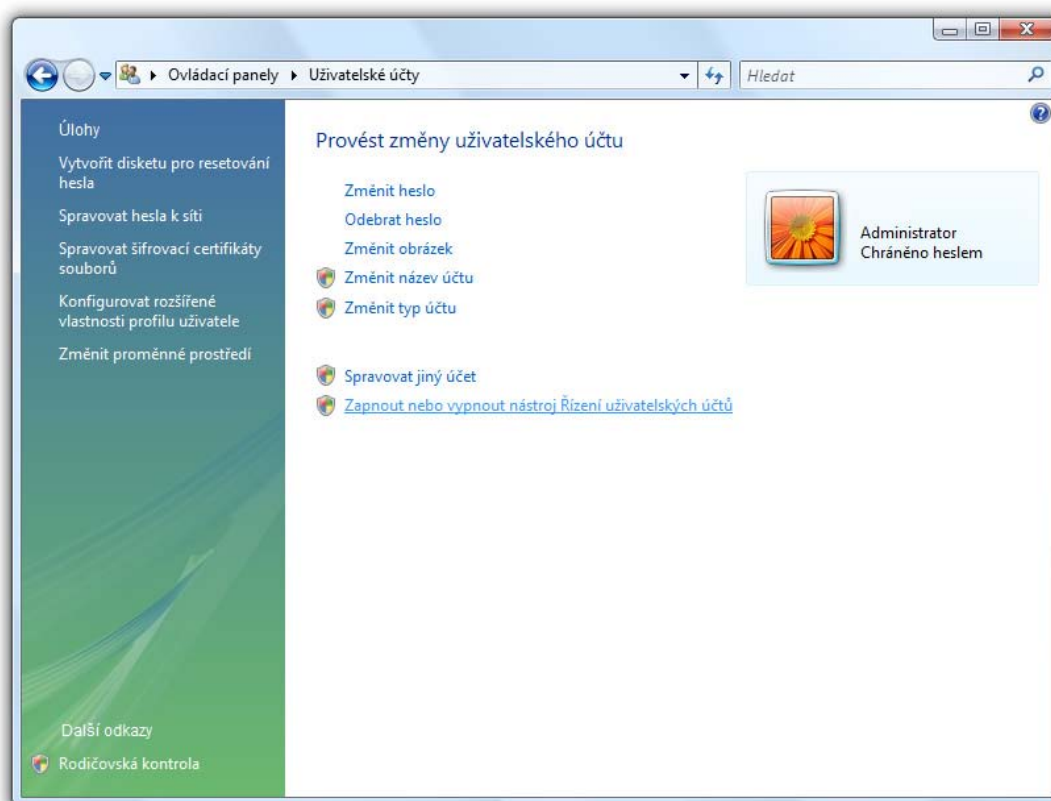 Ovládací panely
Uživatelské účty
Hledat
Úlohy
Vytvořit disketu pro resetování
hesla
Spravovat hesla k síti
Spravovat šifrovací certifikáty
souborů
Konfigurovat rozšířené
vlastnosti profilu uživatele
Změnit proměnné prostředí
Další odkazy
Rodičovská kontrola
Provést změny uživatelského účtu
Změnit heslo
Odebrat heslo
Změnit obrázek
Změnit název účtu
Změnit typ účtu
Spravovat jiný účet
Zapnout nebo vypnout nástroj Řízení uživatelských účtů
Administrator
Chráněno heslem